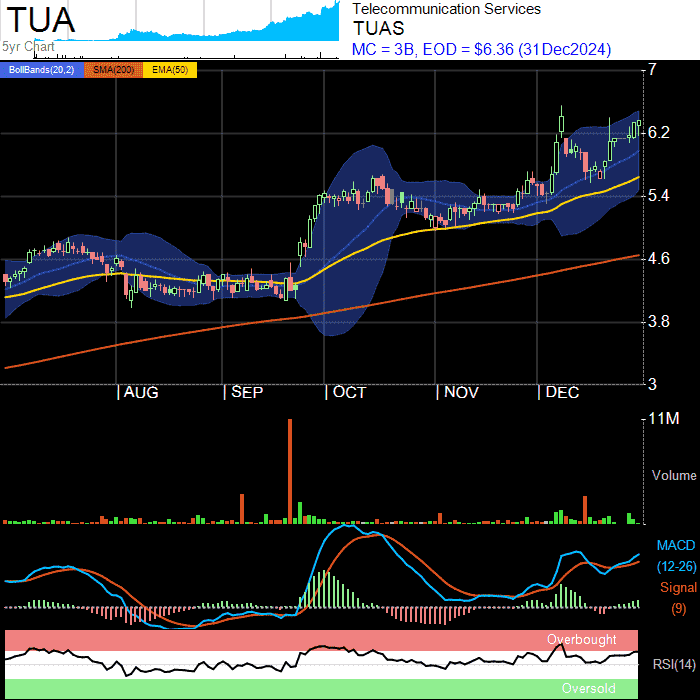 TUA
5yr Chart
Telecommunication Services
TUAS
MC = 3B, EOD = $6.36 (31Dec2024)
BollBands(20,2) SMA(200) EMA(50)
7
6.2
5.4
4.6
3.8
3
AUG SEP OCT NOV DEC
11M
Volume
MACD
(12-26)
Signal
(9)
Overbought
RSI(14)
Oversold